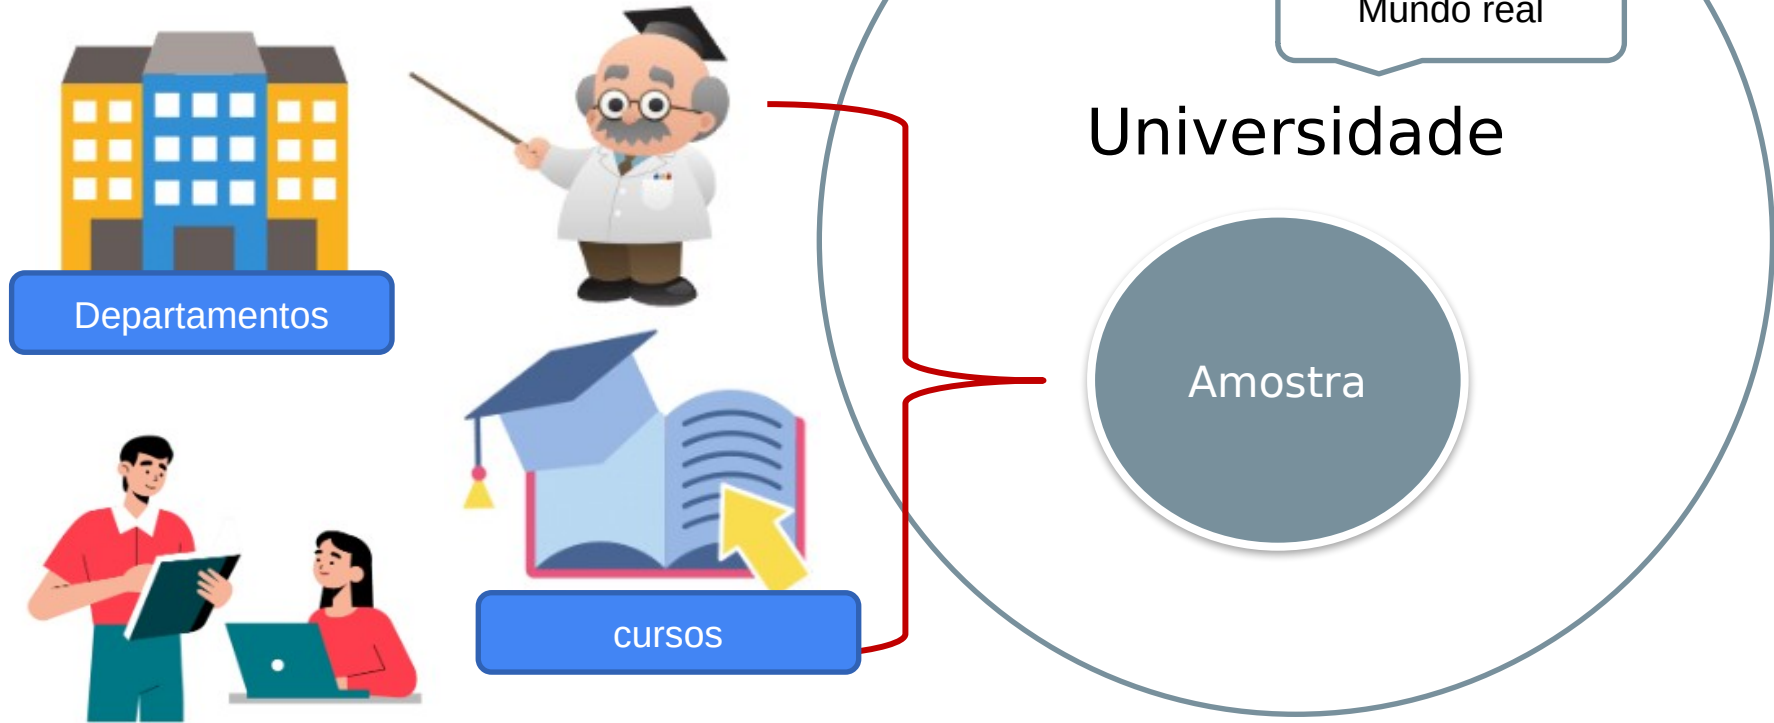 Mundo real
Universidade
Departamentos
Amostra
cursos